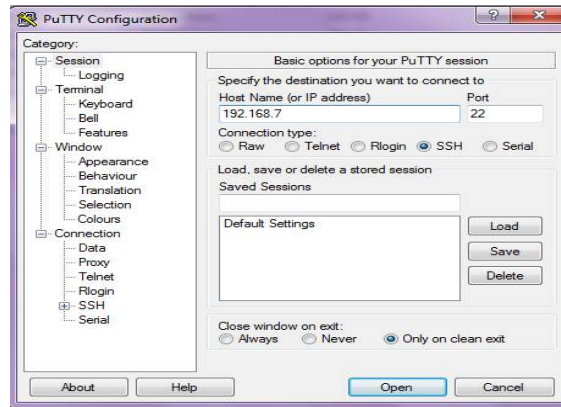 PuTTY Configuration
Category:
Session
Logging
Terminal
Keyboard
Bell
Features
Window
Appearance
Behaviour
Translation
Selection
Colours
Connection
Data
Proxy
Telnet
Rlogin
SSH
Serial
Basic options for your PuTTY session
Specify the destination you want to connect to
Host Name (or IP address) Port
192.168.7 22
Connection type:
Raw Telnet Rlogin SSH Serial
Load, save or delete a stored session
Saved Sessions
Default Settings
Load
Save
Delete
Close window on exit:
Always Never Only on clean exit
About Help Open Cancel